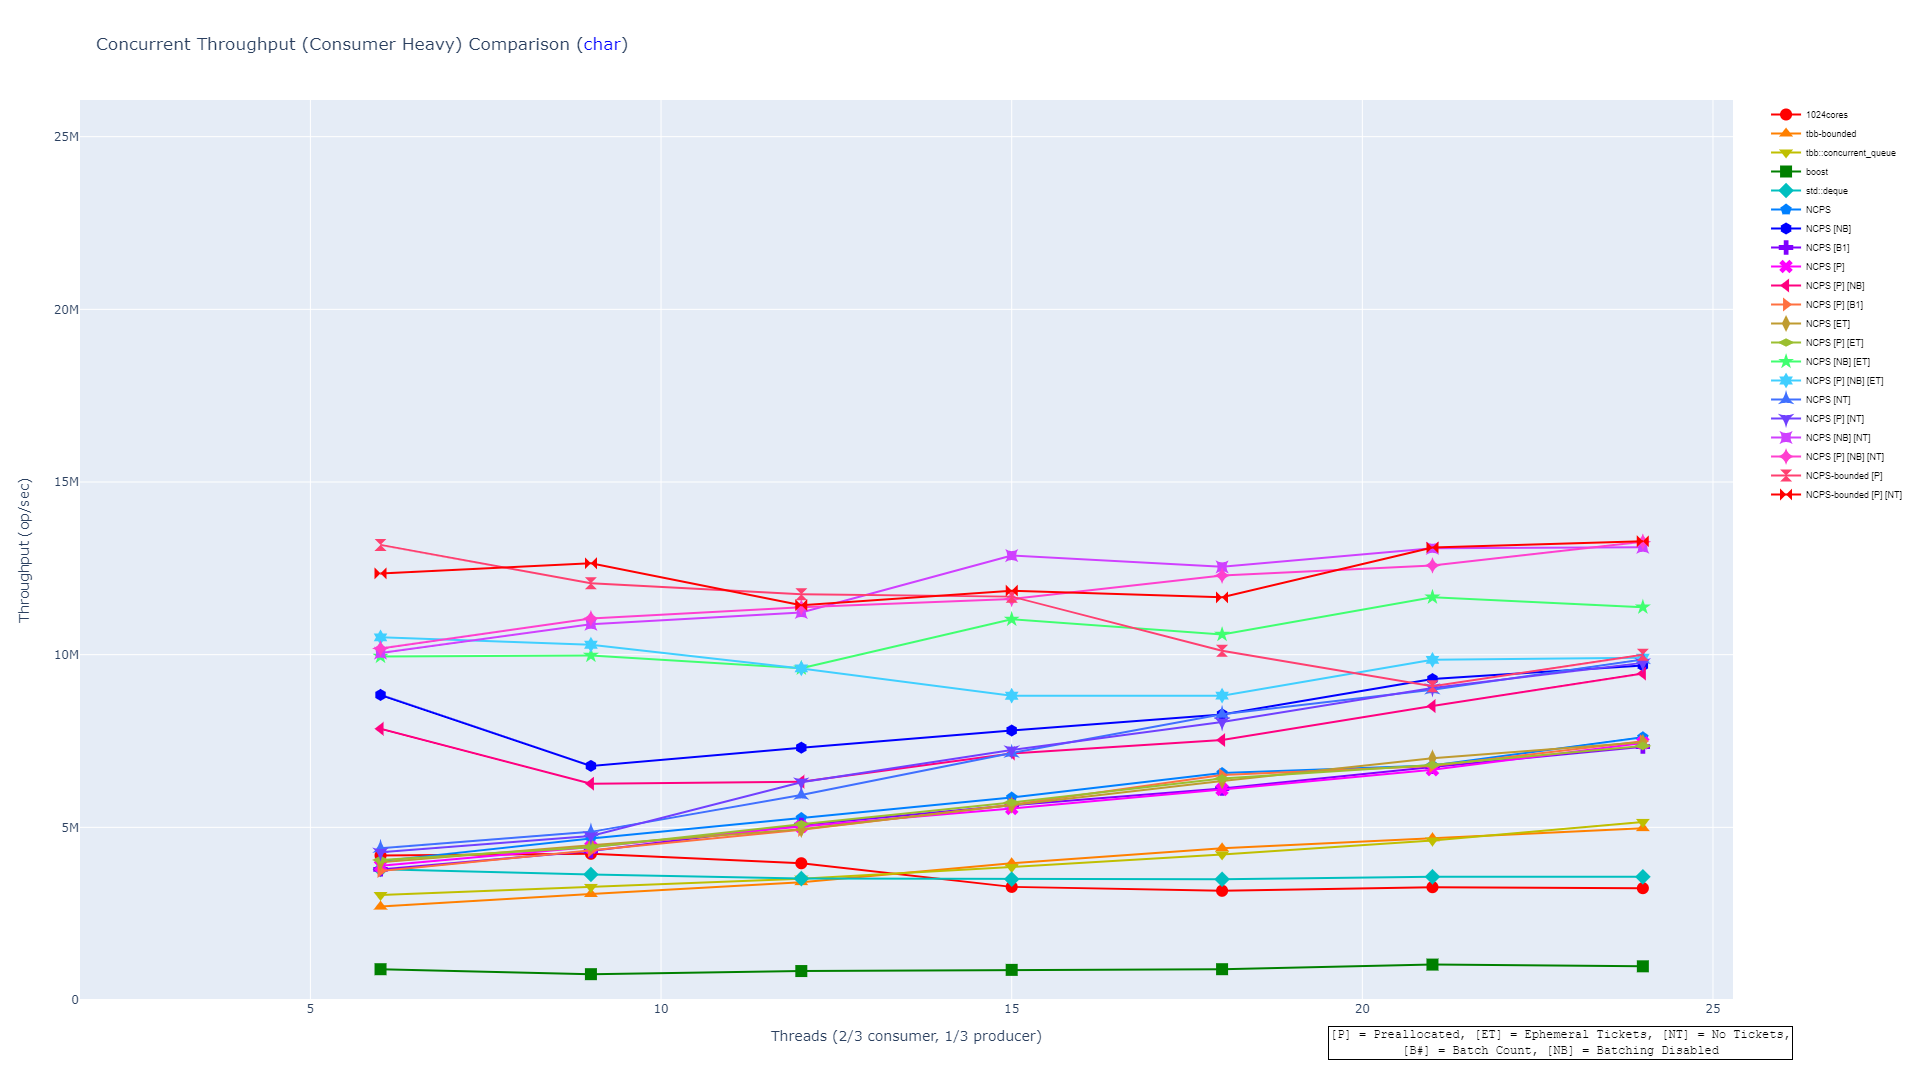 Concurrent Throughput (Consumer Heavy) Comparison (char)
25M
20M
15M
10M
5M
0
Throughput (op/sec)
5
10
15
20
25
Threads (2/3 consumer, 1/3 producer)
1024cores
tbb-bounded
tbb::concurrent_queue
boost
std::deque
NCPS
NCPS [NB]
NCPS [B1]
NCPS [P]
NCPS [P] [NB]
NCPS [P] [B1]
NCPS [ET]
NCPS [P] [ET]
NCPS [NB] [ET]
NCPS [P] [NB] [ET]
NCPS [NT]
NCPS [P] [NT]
NCPS [NB] [NT]
NCPS [P] [NB] [NT]
NCPS-bounded [P]
NCPS-bounded [P] [NT]
[P] = Preallocated, [ET] = Ephemeral Tickets, [NT] = No Tickets,
[B#] = Batch Count, [NB] = Batching Disabled